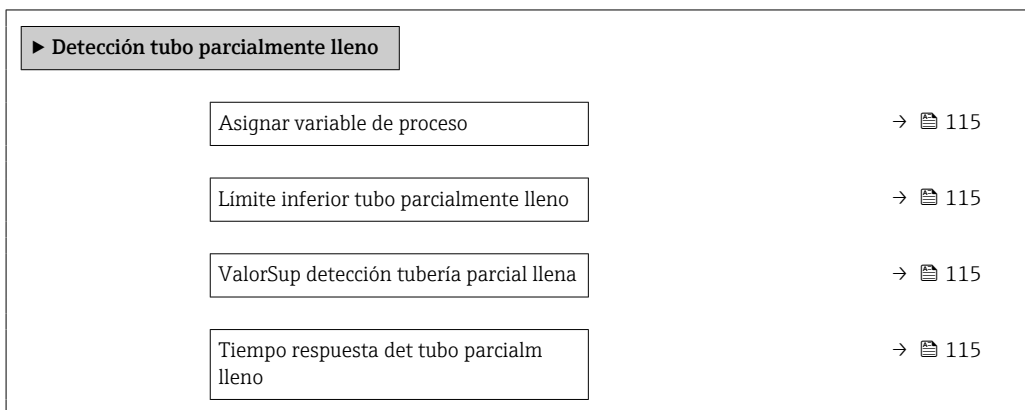 ▶ Detección tubo parcialmente lleno
Asignar variable de proceso → 115
Límite inferior tubo parcialmente lleno → 115
ValorSup detección tubería parcial llena → 115
Tiempo respuesta det tubo parcialm → 115
lleno